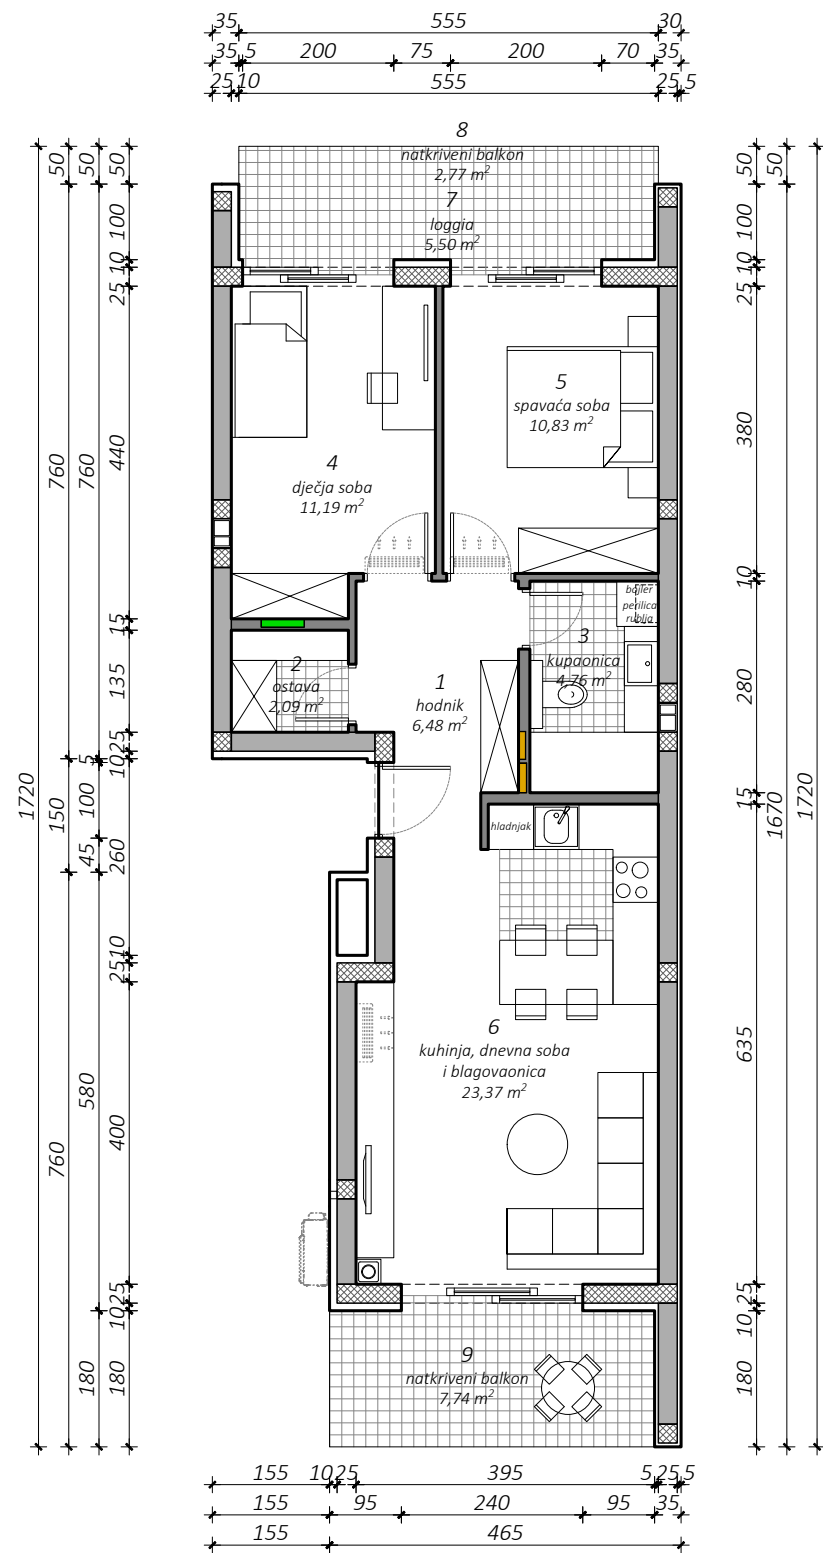 35 555 30
35 5 200 75 200 70 35
25 10 555 25 5
8
natkriveni balkon
2,77 m²
7
loggia
5,50 m²
50 50 50
50 50
100
100
10
10
25
25
5
spavaća soba
10,83 m²
380
440
760
760
4
dječja soba
11,19 m²
10
bojler
perilica
rublja
15
3
kupaonica
4,76 m²
2
ostava
2,09 m²
135
1
hodnik
6,48 m²
280
25
10
5
1720
150
100
15
1670
1720
hladnjak
45
260
10
25
6
kuhinja, dnevna soba
i blagovaonica
23,37 m²
635
580
400
760
25
10
25
10
9
natkriveni balkon
7,74 m²
180
180
180
155 10 25 395 5 25 5
155 95 240 95 35
155 465